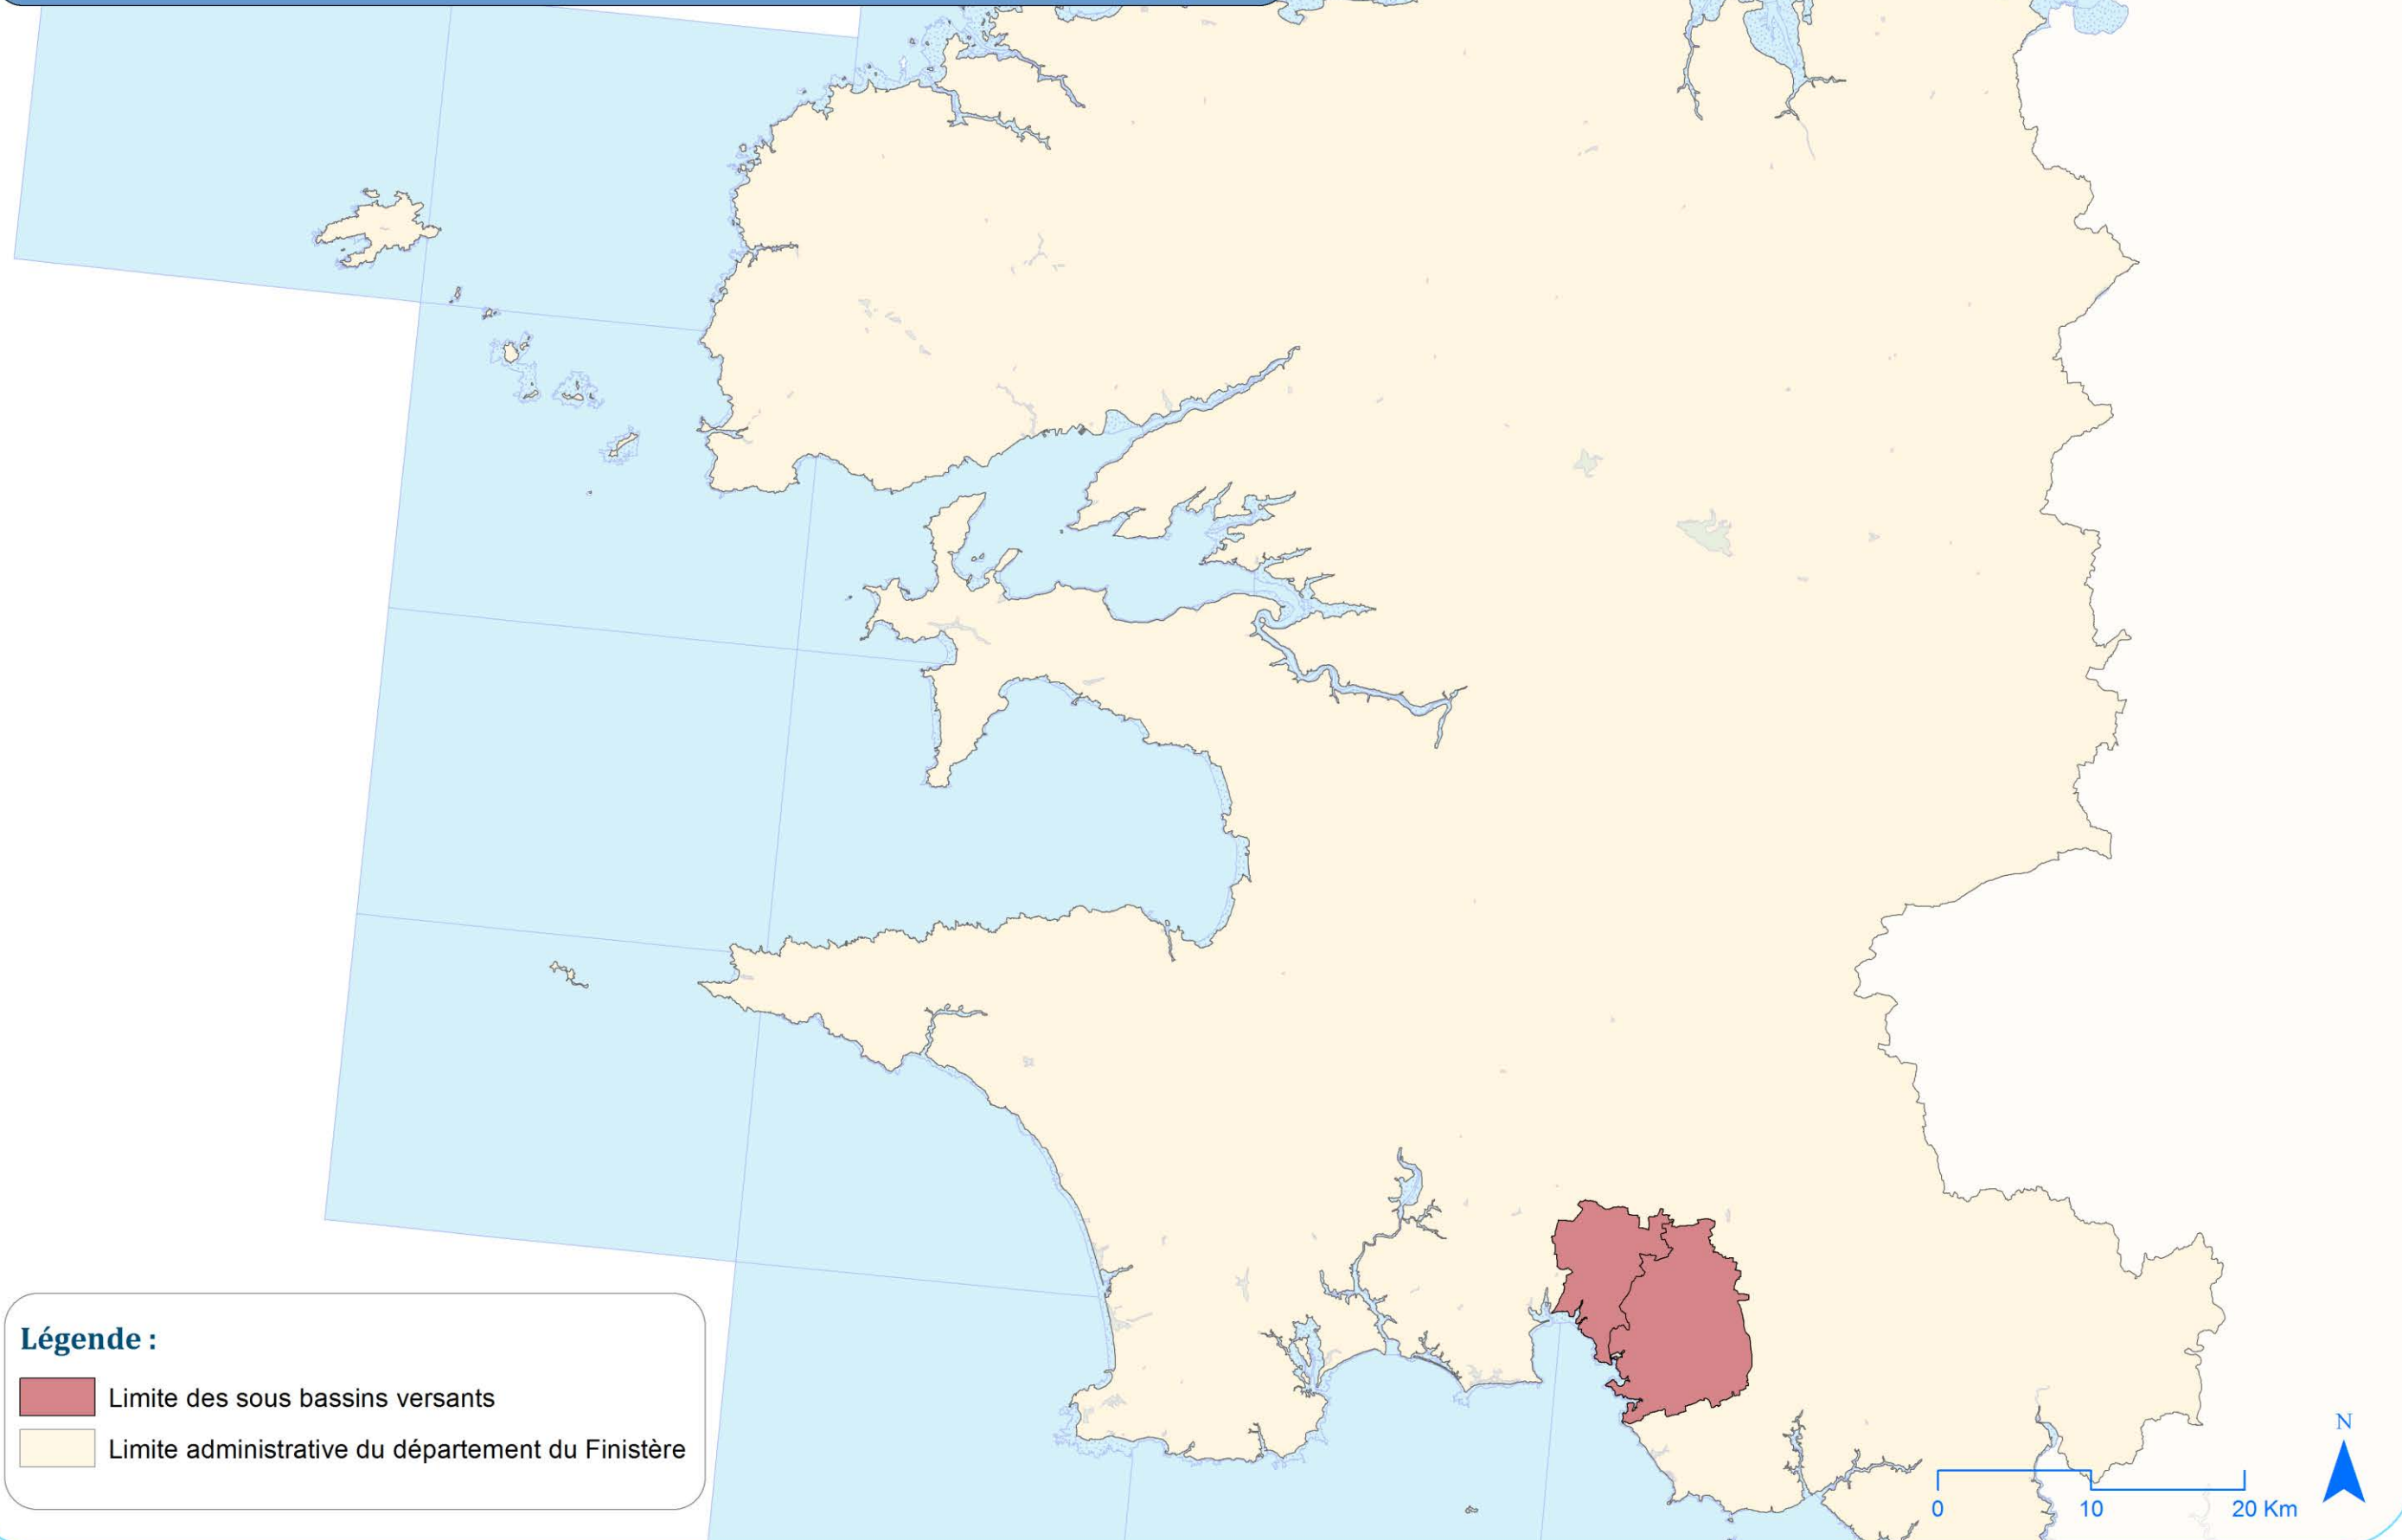 Légende :
Limite des sous bassins versants
Limite administrative du département du Finistère
N
0 10 20 Km